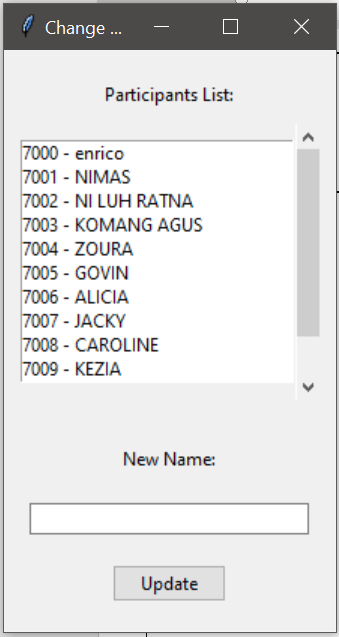 Change ...
Participants List:
7000 - enrico
7001 - NIMAS
7002 - NI LUH RATNA
7003 - KOMANG AGUS
7004 - ZOURA
7005 - GOVIN
7006 - ALICIA
7007 - JACKY
7008 - CAROLINE
7009 - KEZIA
New Name:
Update